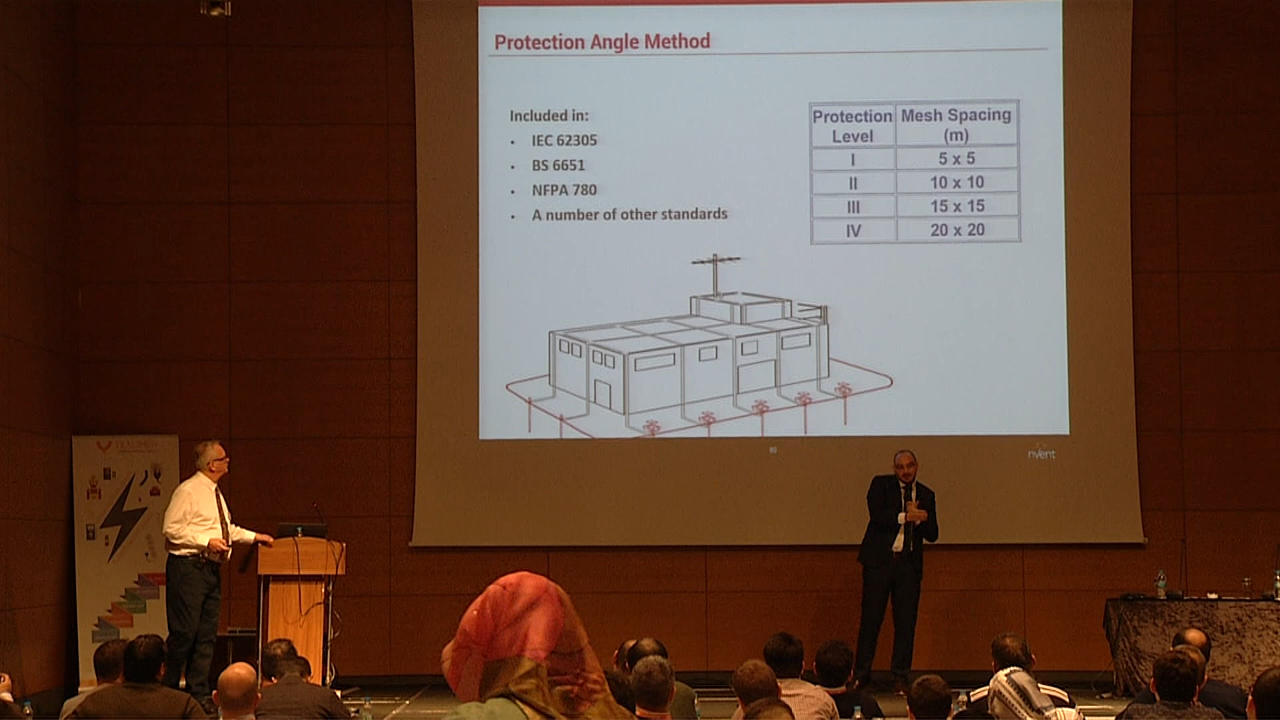 Protection Angle Method
Included in:
• IEC 62305
• BS 6651
• NFPA 780
• A number of other standards
Protection Level Mesh Spacing (m)
I 5 x 5
II 10 x 10
III 15 x 15
IV 20 x 20
nvent